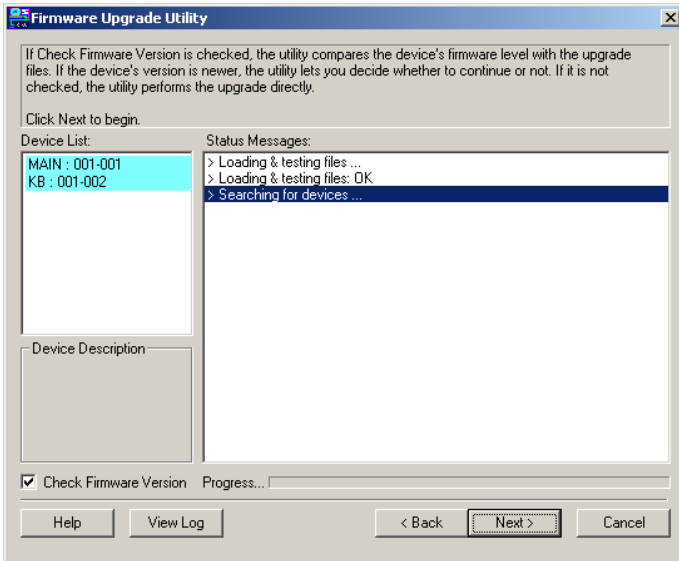 Firmware Upgrade Utility
If Check Firmware Version is checked, the utility compares the device's firmware level with the upgrade
files. If the device's version is newer, the utility lets you decide whether to continue or not. If it is not
checked, the utility performs the upgrade directly.
Click Next to begin.
Device List:
MAIN : 001-001
KB : 001-002
Status Messages:
> Loading & testing files ...
> Loading & testing files: OK
> Searching for devices ...
Device Description
Check Firmware Version
Progress...
Help
View Log
< Back
Next >
Cancel